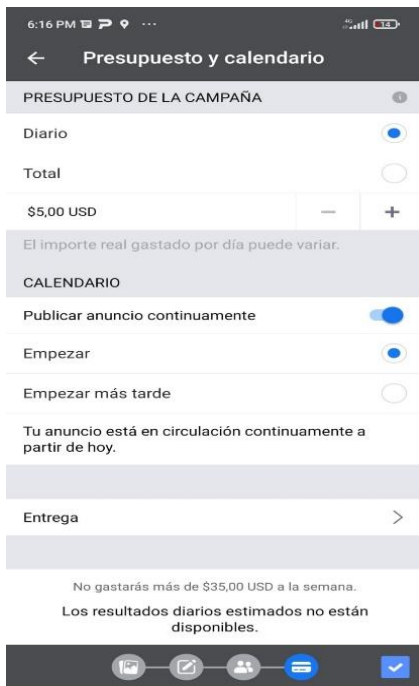 6:16 PM
4G
14
Presupuesto y calendario
PRESUPUESTO DE LA CAMPAÑA
Diario
Total
$5,00 USD
El importe real gastado por día puede variar.
CALENDARIO
Publicar anuncio continuamente
Empezar
Empezar más tarde
Tu anuncio está en circulación continuamente a
partir de hoy.
Entrega
No gastarás más de $35,00 USD a la semana.
Los resultados diarios estimados no están
disponibles.